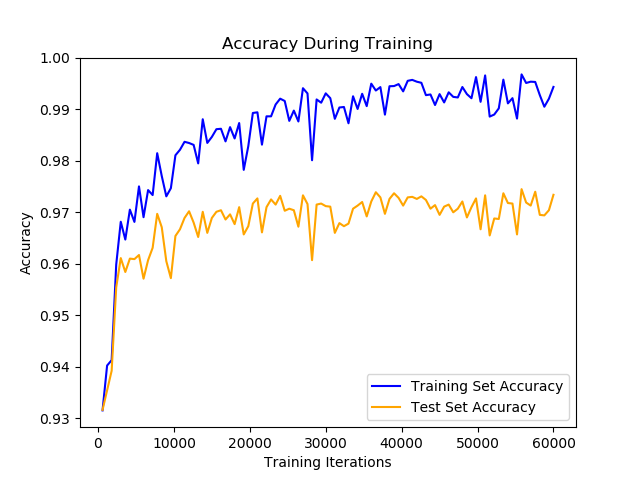 Accuracy During Training
1.00
0.99
0.98
0.97
0.96
0.95
0.94
0.93
Accuracy
Training Set Accuracy
Test Set Accuracy
0 10000 20000 30000 40000 50000 60000
Training Iterations